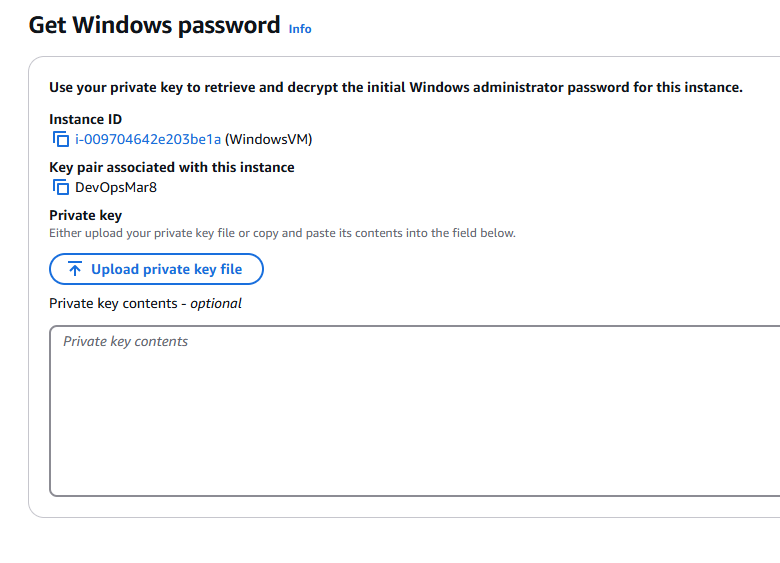 Get Windows password Info
Use your private key to retrieve and decrypt the initial Windows administrator password for this instance.
Instance ID
i-009704642e203be1a (WindowsVM)
Key pair associated with this instance
DevOpsMar8
Private key
Either upload your private key file or copy and paste its contents into the field below.
Upload private key file
Private key contents - optional
Private key contents